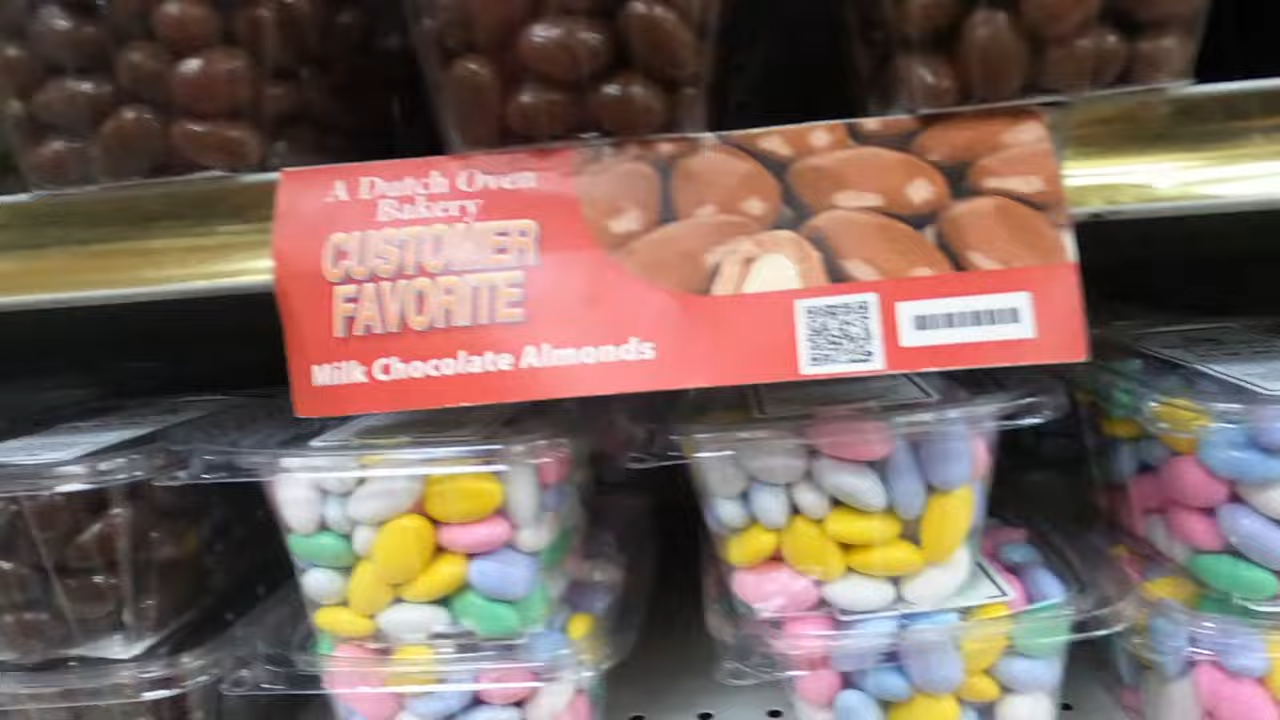 A Dutch Oven
Bakery
CUSTOMER
FAVORITE
Milk Chocolate Almonds